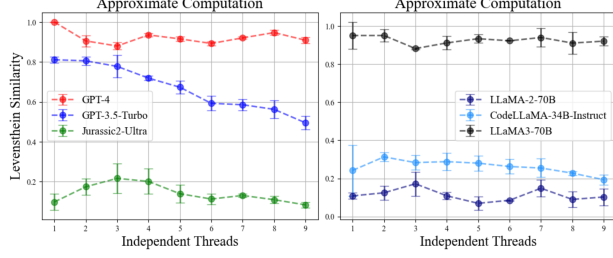 Approximate Computation
Levensthein Similarity
1.0
0.8
0.6
0.4
0.2
GPT-4
GPT-3.5-Turbo
Jurassic2-Ultra
1 2 3 4 5 6 7 8 9
Independent Threads
Approximate Computation
1.0
0.8
0.6
0.4
0.2
0.0
LLaMA-2-70B
CodeLLaMA-34B-Instruct
LLaMA3-70B
1 2 3 4 5 6 7 8 9
Independent Threads